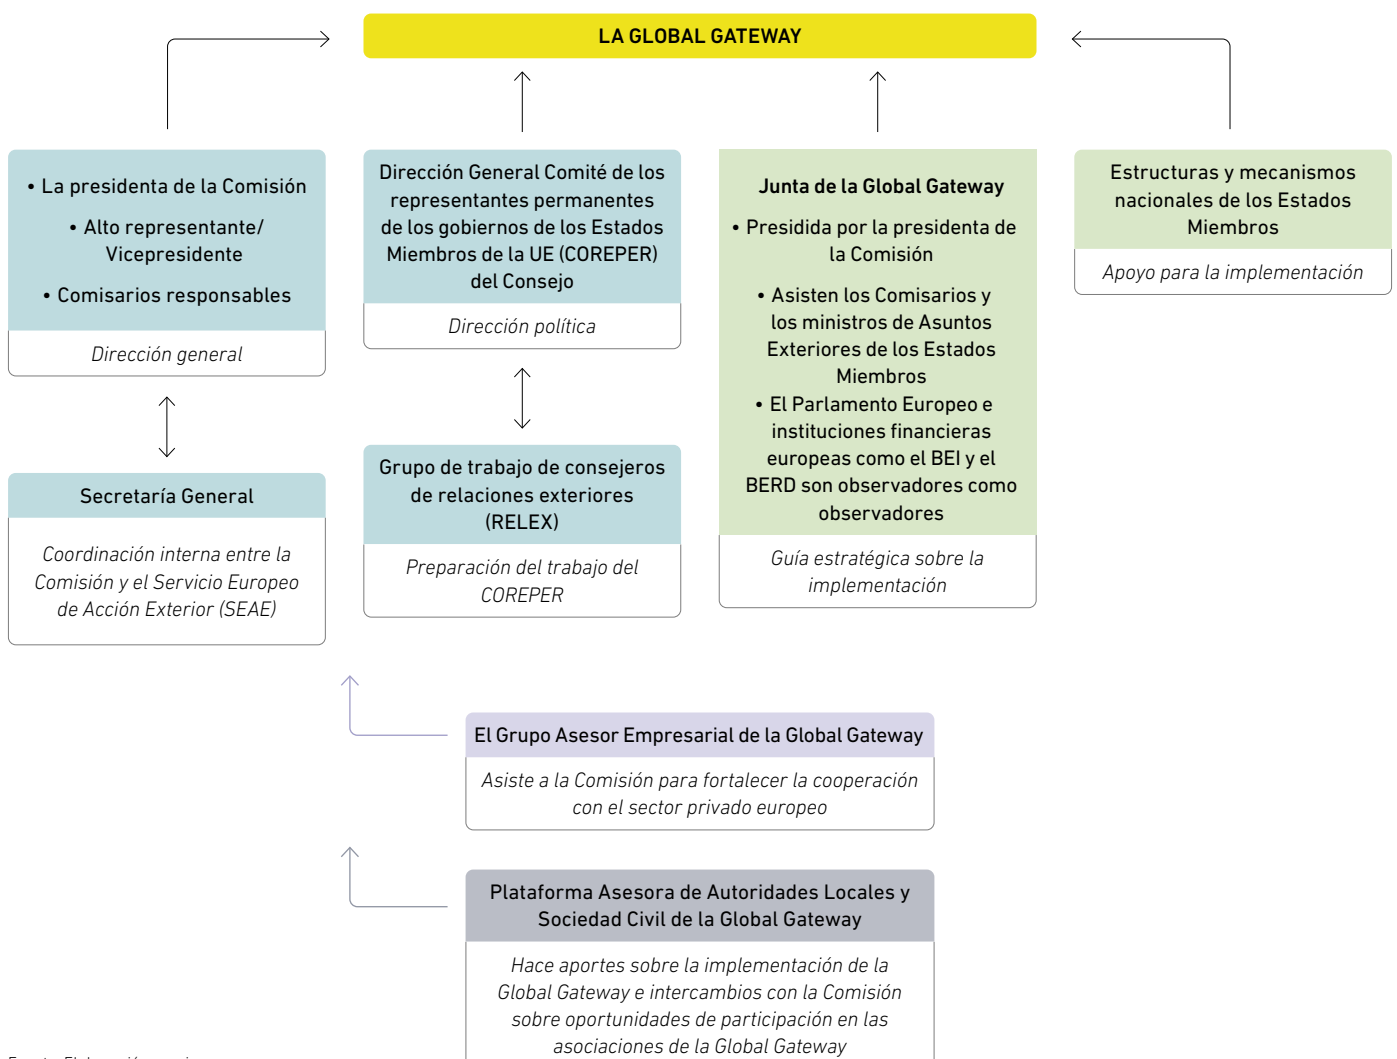 LA GLOBAL GATEWAY
• La presidenta de la Comisión
• Alto representante/
Vicepresidente
• Comisarios responsables
Dirección general
Secretaría General
Coordinación interna entre la
Comisión y el Servicio Europeo
de Acción Exterior (SEAE)
Dirección General Comité de los
representantes permanentes
de los gobiernos de los Estados
Miembros de la UE (COREPER)
del Consejo
Dirección política
Grupo de trabajo de consejeros
de relaciones exteriores
(RELEX)
Preparación del trabajo del
COREPER
Junta de la Global Gateway
• Presidida por la presidenta de
la Comisión
• Asisten los Comisarios y
los ministros de Asuntos
Exteriores de los Estados
Miembros
• El Parlamento Europeo e
instituciones financieras
europeas como el BEI y el
BERD son observadores como
observadores
Guía estratégica sobre la
implementación
Estructuras y mecanismos
nacionales de los Estados
Miembros
Apoyo para la implementación
El Grupo Asesor Empresarial de la Global Gateway
Asiste a la Comisión para fortalecer la cooperación
con el sector privado europeo
Plataforma Asesora de Autoridades Locales y
Sociedad Civil de la Global Gateway
Hace aportes sobre la implementación de la
Global Gateway e intercambios con la Comisión
sobre oportunidades de participación en las
asociaciones de la Global Gateway